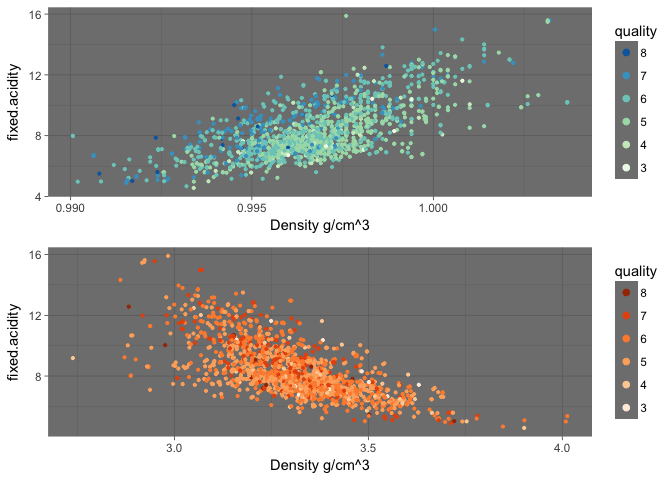 fixed.acidity
16
12
8
4
0.990 0.995 1.000
Density g/cm^3
quality
8
7
6
5
4
3
fixed.acidity
16
12
8
3.0 3.5 4.0
Density g/cm^3
quality
8
7
6
5
4
3